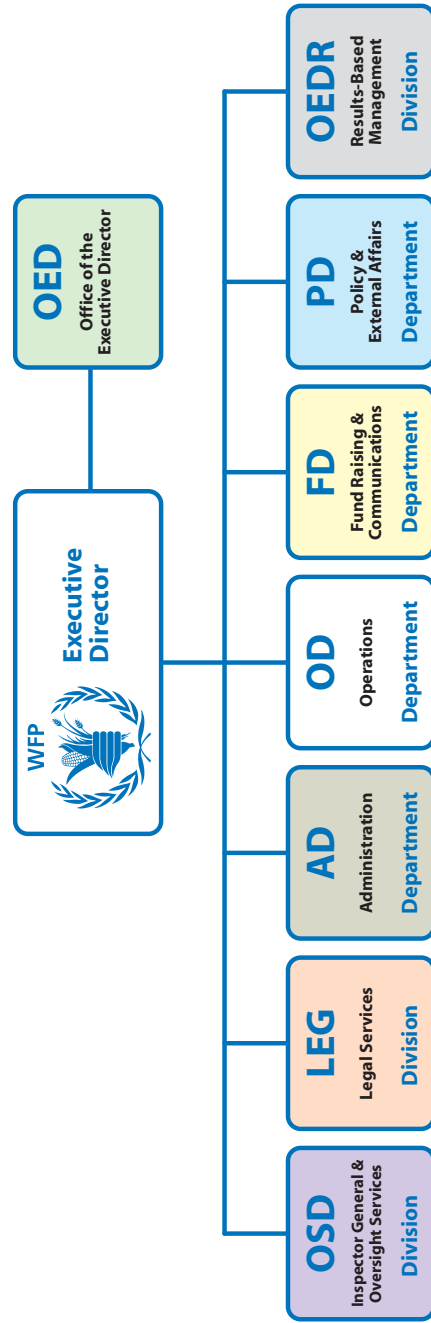 WFP
Executive
Director
OED
Office of the
Executive Director
OSD
Inspector General &
Oversight Services
Division
LEG
Legal Services
Division
AD
Administration
Department
OD
Operations
Department
FD
Fund Raising &
Communications
Department
PD
Policy &
External Affairs
Department
OEDR
Results-Based
Management
Division